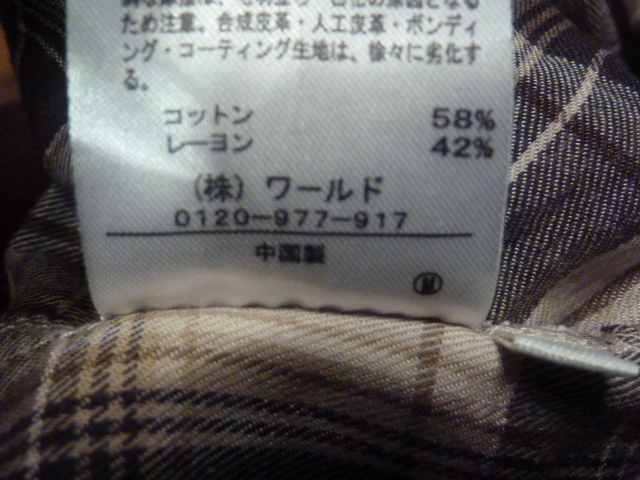 ため注意。合成皮革・人工皮革・ボンディ
ング・コーティング生地は、徐々に劣化す
る。
コットン 58%
レーヨン 42%
(株) ワールド
0120-977-917
中国製
M